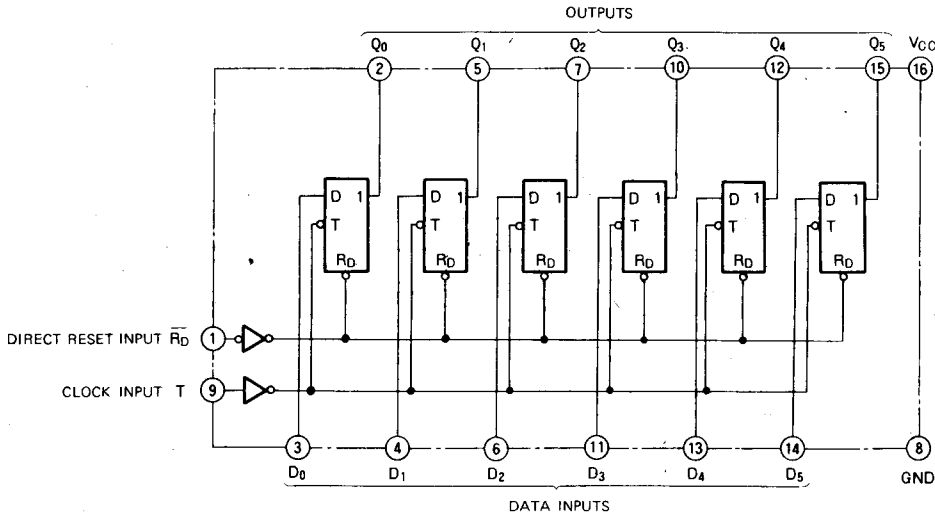 OUTPUTS
Q0 Q1 Q2 Q3 Q4 Q5 VCC
2 5 7 10 12 15 16
D 1 D 1 D 1 D 1 D 1 D 1
T T T T T T
RD RD RD RD RD RD
DIRECT RESET INPUT R̅D̅ 1
CLOCK INPUT T 9
3 4 6 11 13 14 8
D0 D1 D2 D3 D4 D5 GND
DATA INPUTS